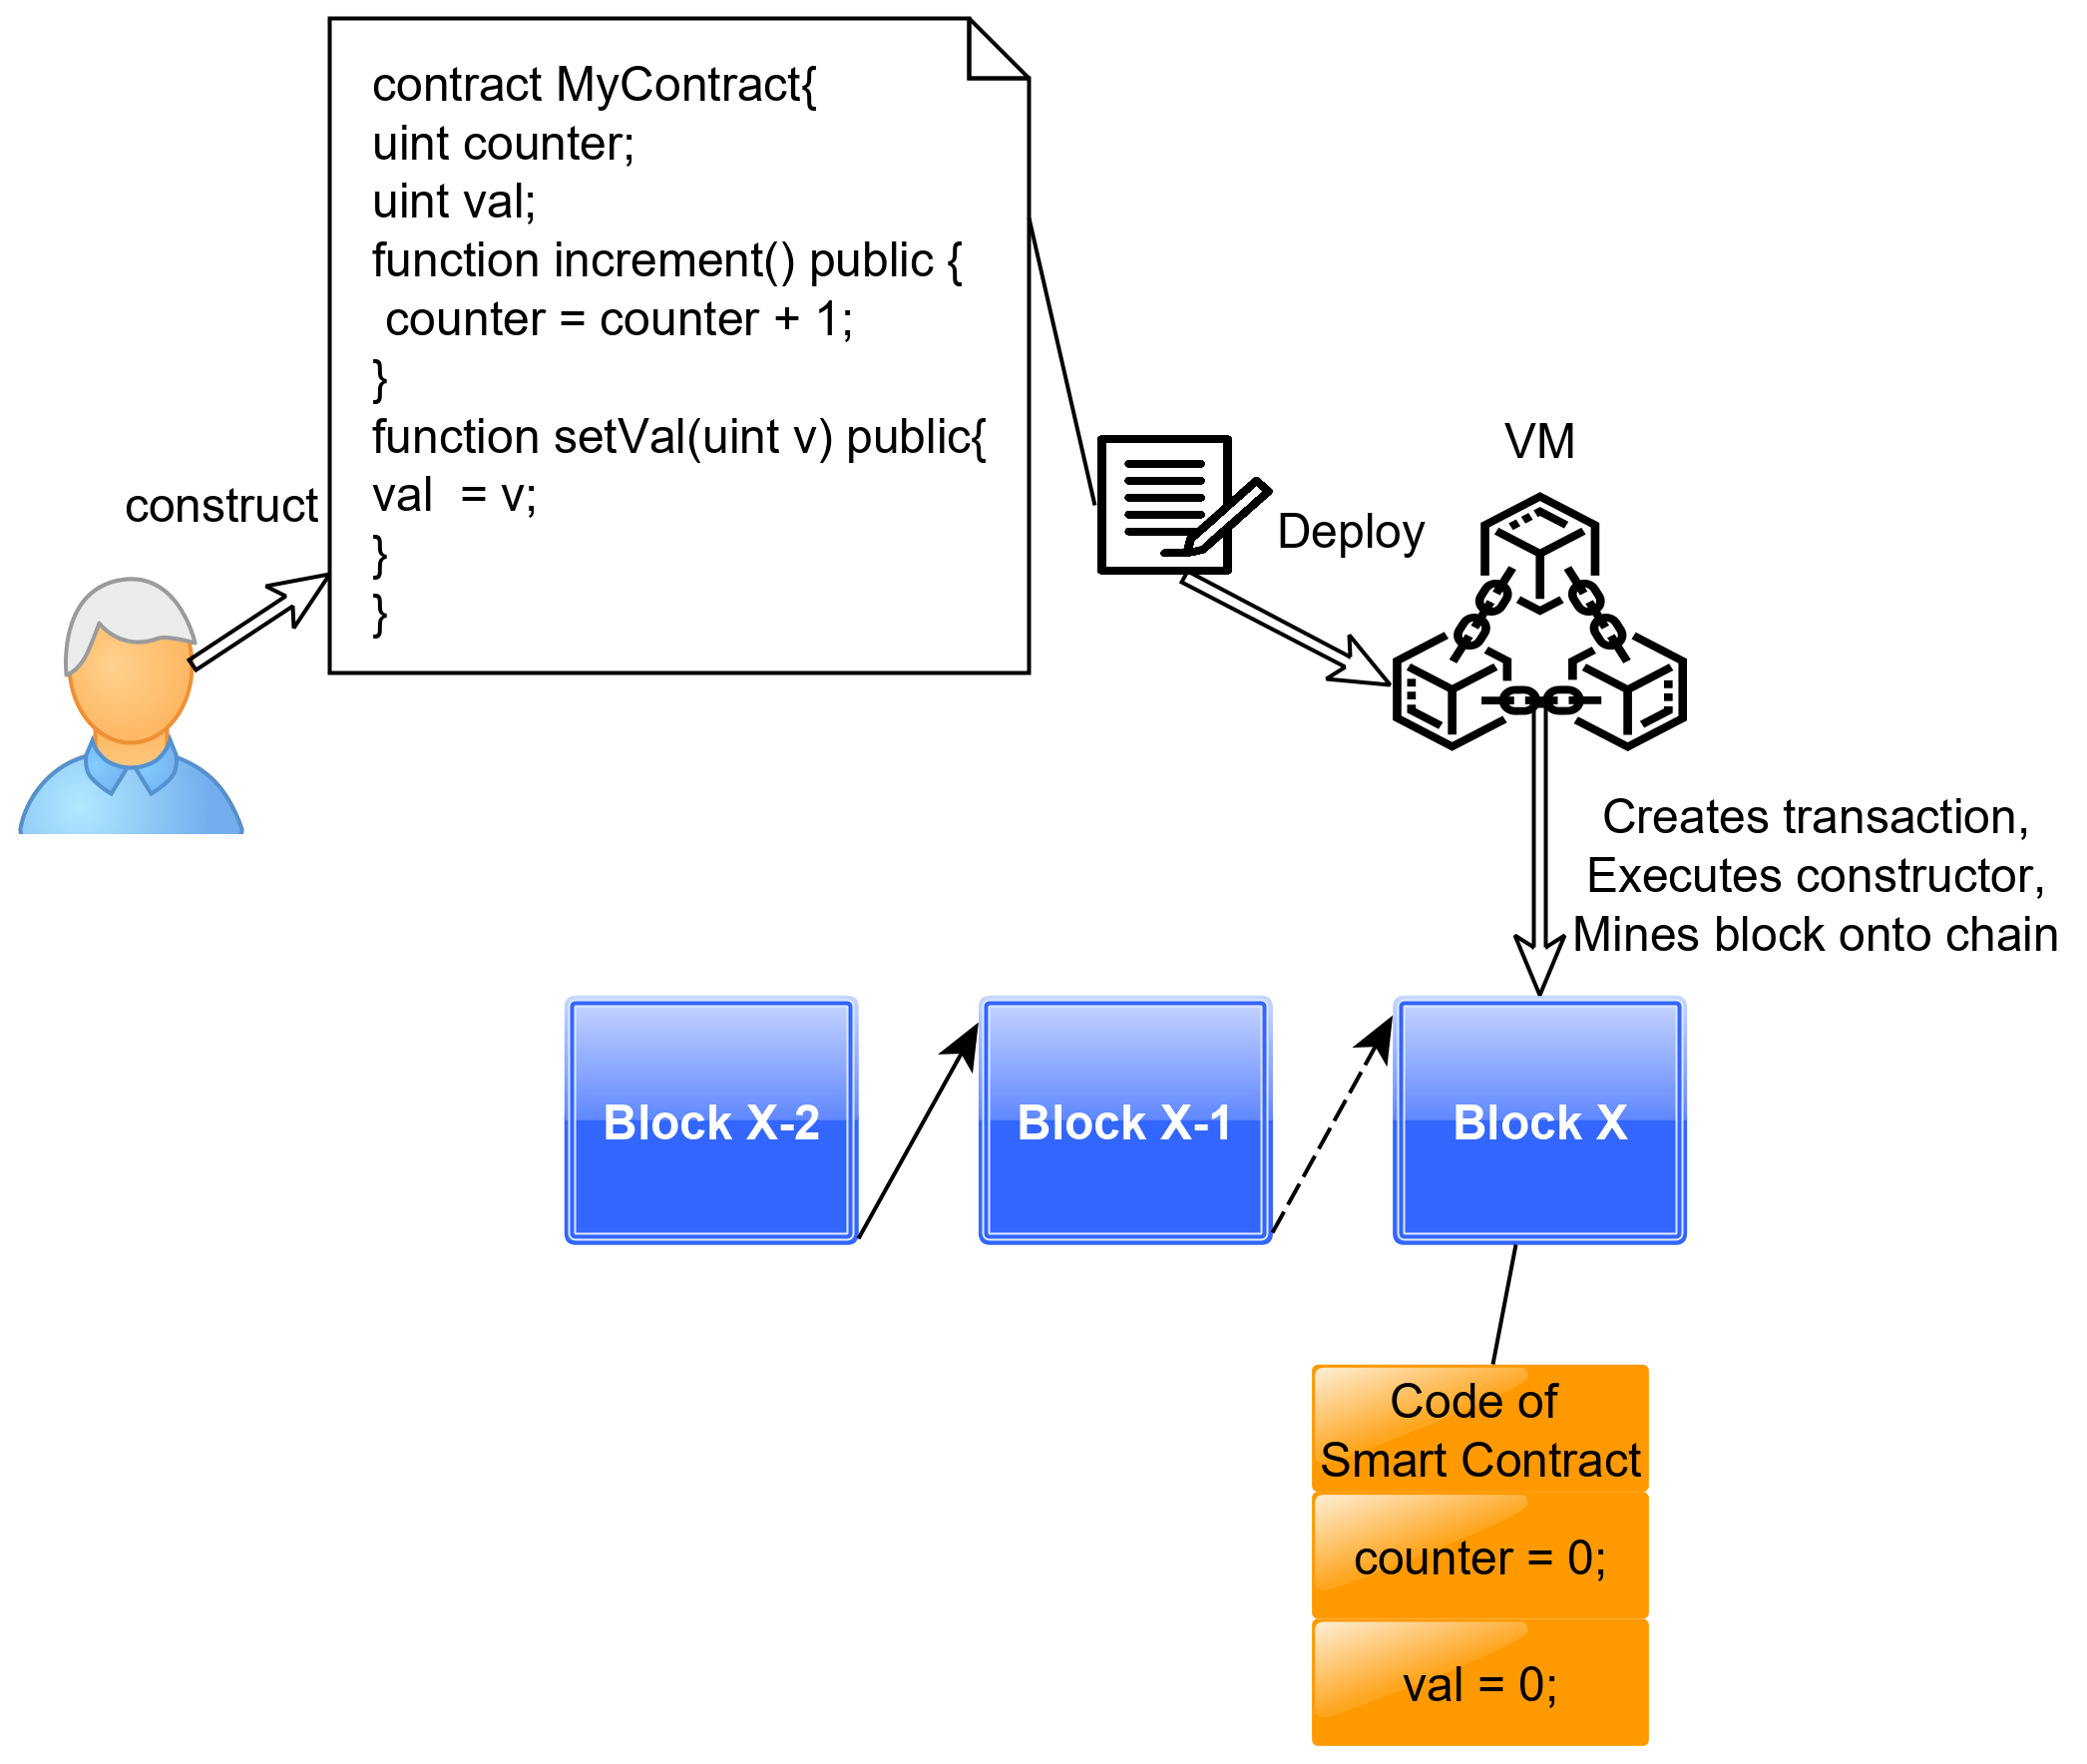 contract MyContract{
uint counter;
uint val;
function increment() public {
 counter = counter + 1;
}
function setVal(uint v) public{
val  = v;
}
}
construct
Deploy
VM
Creates transaction,
Executes constructor,
Mines block onto chain
Block X-2
Block X-1
Block X
Code of
Smart Contract
counter = 0;
val = 0;